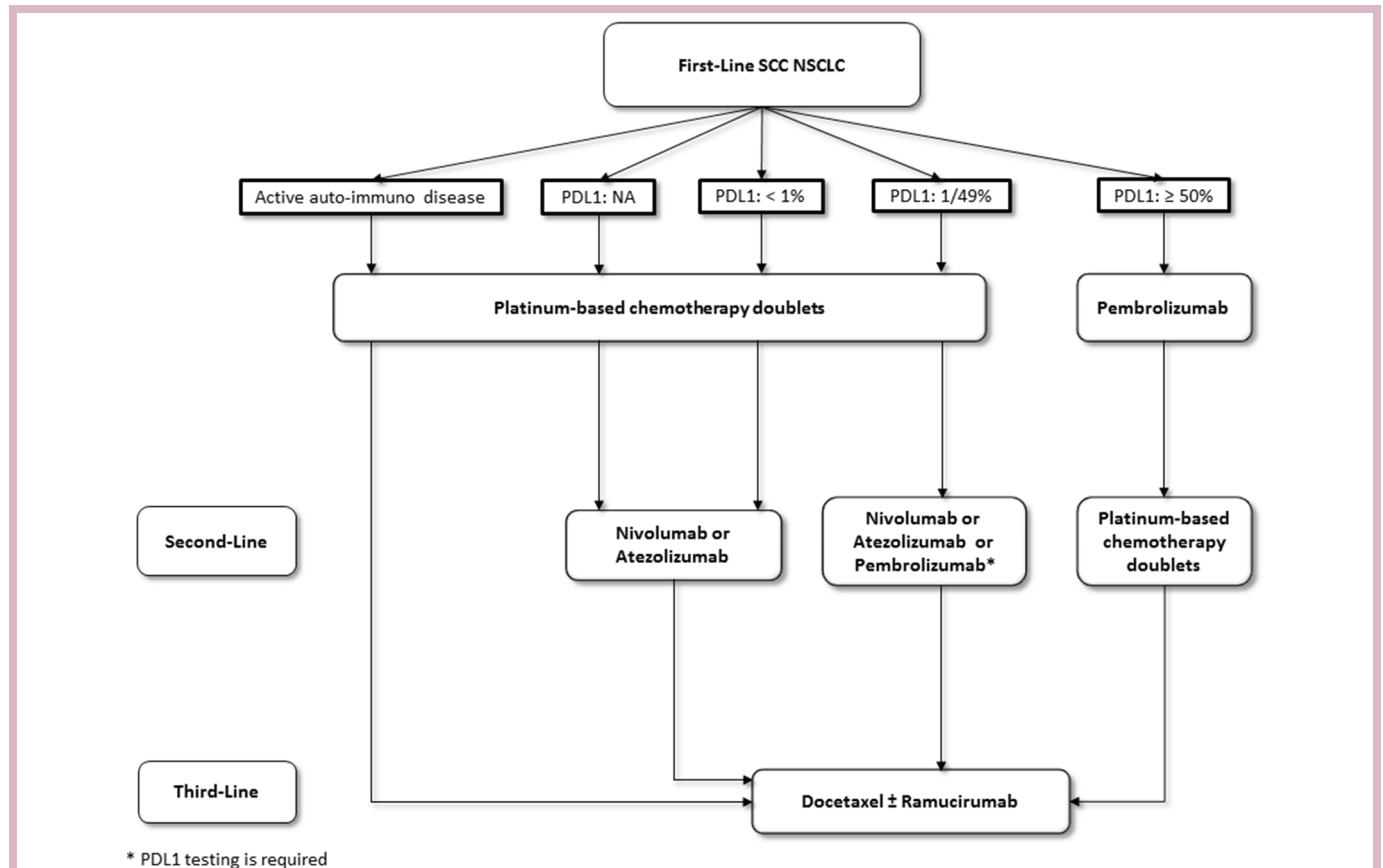 First-Line SCC NSCLC
Active auto-immuno disease
PDL1: NA
PDL1: < 1%
PDL1: 1/49%
PDL1: ≥ 50%
Platinum-based chemotherapy doublets
Pembrolizumab
Second-Line
Nivolumab or
Atezolizumab
Nivolumab or
Atezolizumab or
Pembrolizumab*
Platinum-based
chemotherapy
doublets
Third-Line
Docetaxel ± Ramucirumab
* PDL1 testing is required